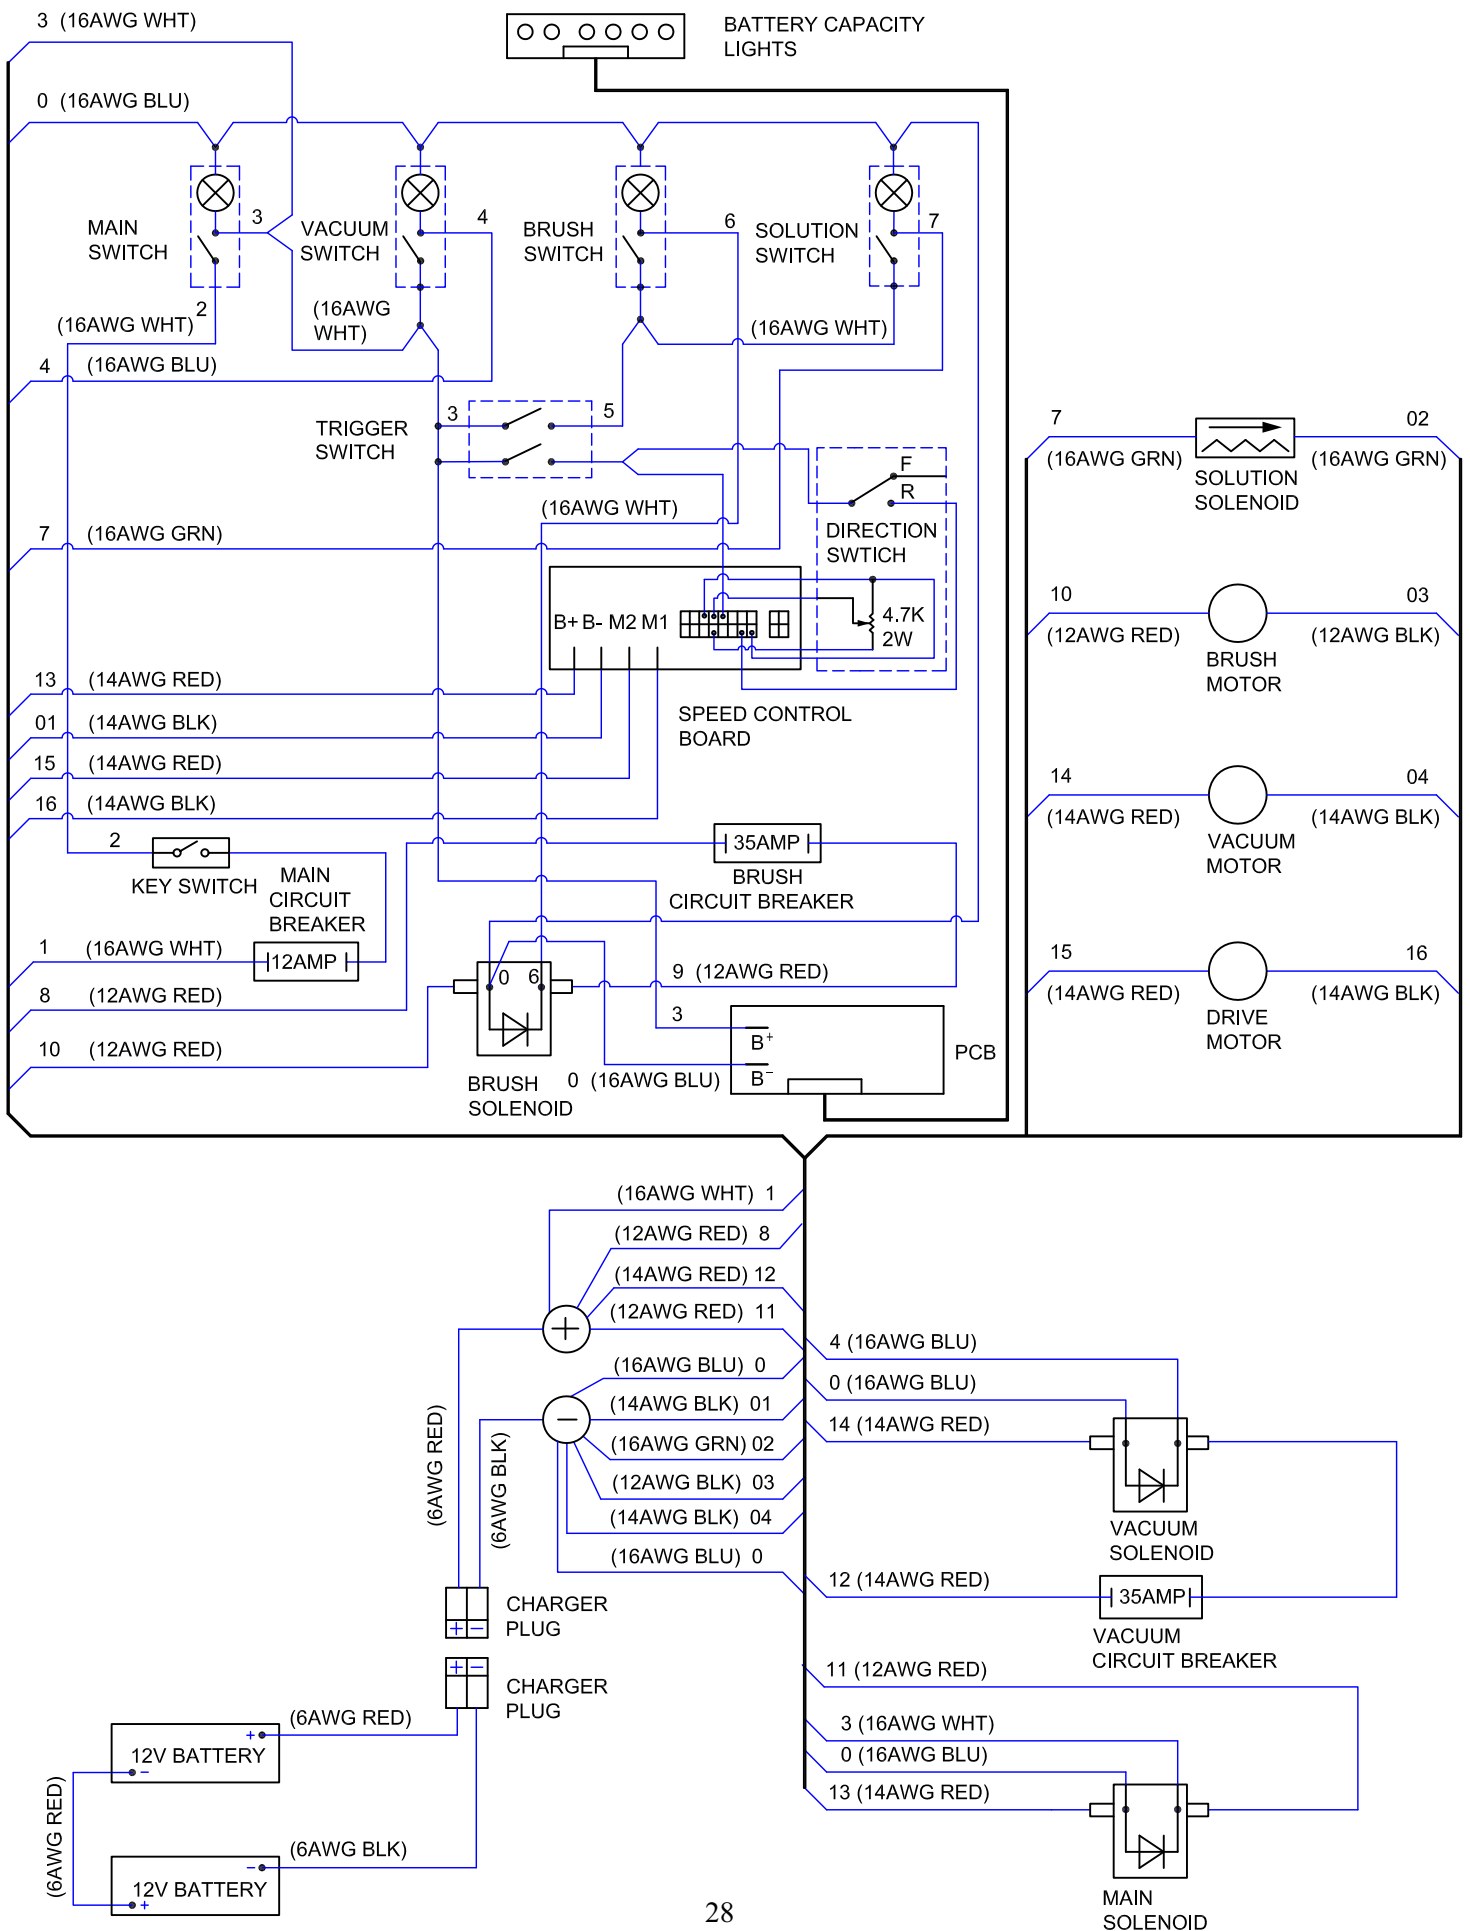 3 (16AWG WHT)
BATTERY CAPACITY
LIGHTS
0 (16AWG BLU)
MAIN
SWITCH
3
VACUUM
SWITCH
4
BRUSH
SWITCH
6
SOLUTION
SWITCH
7
2
(16AWG WHT)
(16AWG
WHT)
(16AWG WHT)
4 (16AWG BLU)
TRIGGER
SWITCH
3
5
F
R
DIRECTION
SWTICH
(16AWG WHT)
7 (16AWG GRN)
B+ B- M2 M1
4.7K
2W
SPEED CONTROL
BOARD
13 (14AWG RED)
01 (14AWG BLK)
15 (14AWG RED)
16 (14AWG BLK)
2
KEY SWITCH
MAIN
CIRCUIT
BREAKER
12AMP
35AMP
BRUSH
CIRCUIT BREAKER
1 (16AWG WHT)
8 (12AWG RED)
10 (12AWG RED)
0 6
9 (12AWG RED)
3
B+
B−
PCB
0 (16AWG BLU)
BRUSH
SOLENOID
7
(16AWG GRN)
SOLUTION
SOLENOID
02
(16AWG GRN)
10
(12AWG RED)
BRUSH
MOTOR
03
(12AWG BLK)
14
(14AWG RED)
VACUUM
MOTOR
04
(14AWG BLK)
15
(14AWG RED)
DRIVE
MOTOR
16
(14AWG BLK)
(16AWG WHT) 1
(12AWG RED) 8
(14AWG RED) 12
(12AWG RED) 11
+
(16AWG BLU) 0
(14AWG BLK) 01
−
(16AWG GRN) 02
(12AWG BLK) 03
(14AWG BLK) 04
(16AWG BLU) 0
(6AWG RED)
(6AWG BLK)
4 (16AWG BLU)
0 (16AWG BLU)
14 (14AWG RED)
VACUUM
SOLENOID
12 (14AWG RED)
35AMP
VACUUM
CIRCUIT BREAKER
11 (12AWG RED)
3 (16AWG WHT)
0 (16AWG BLU)
13 (14AWG RED)
MAIN
SOLENOID
+ −
CHARGER
PLUG
+ −
CHARGER
PLUG
(6AWG RED)
+
12V BATTERY
−
(6AWG RED)
(6AWG BLK)
−
12V BATTERY
+
28